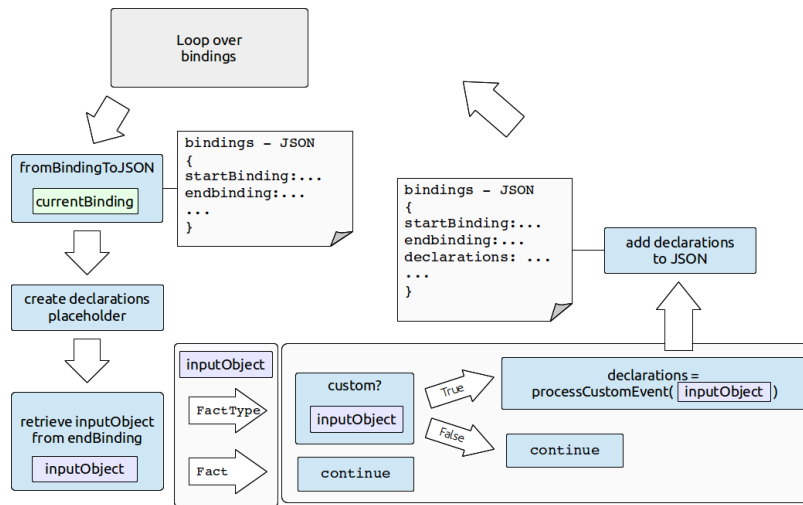 Loop over
bindings
fromBindingToJSON
currentBinding
bindings - JSON
{
startBinding:...
endbinding:...
...
}
create declarations
placeholder
retrieve inputObject
from endBinding
inputObject
inputObject
FactType
Fact
custom?
inputObject
continue
True
False
declarations =
processCustomEvent( inputObject )
continue
add declarations
to JSON
bindings - JSON
{
startBinding:...
endbinding:...
declarations: ...
...
}